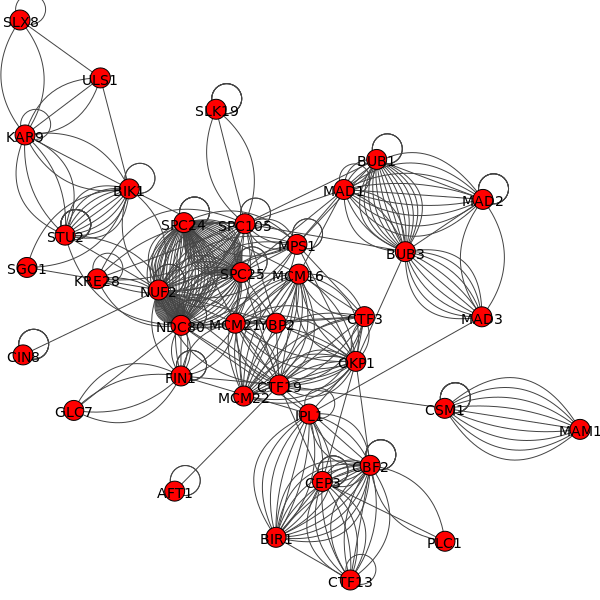 SLX8
ULS1
SLK19
KAR9
BUB1
BIK1
MAD1
MAD2
SPC24
SPC105
STU2
MPS1
BUB3
SGO1
KRE28
SPC25
MCM16
NUF2
NDC80
MCM21
YBP2
CTF3
MAD3
CIN8
OKP1
FIN1
CTF19
MCM22
GLC7
IPL1
CSM1
MAM1
CBF2
AFT1
CEP3
BIR1
PLC1
CTF13